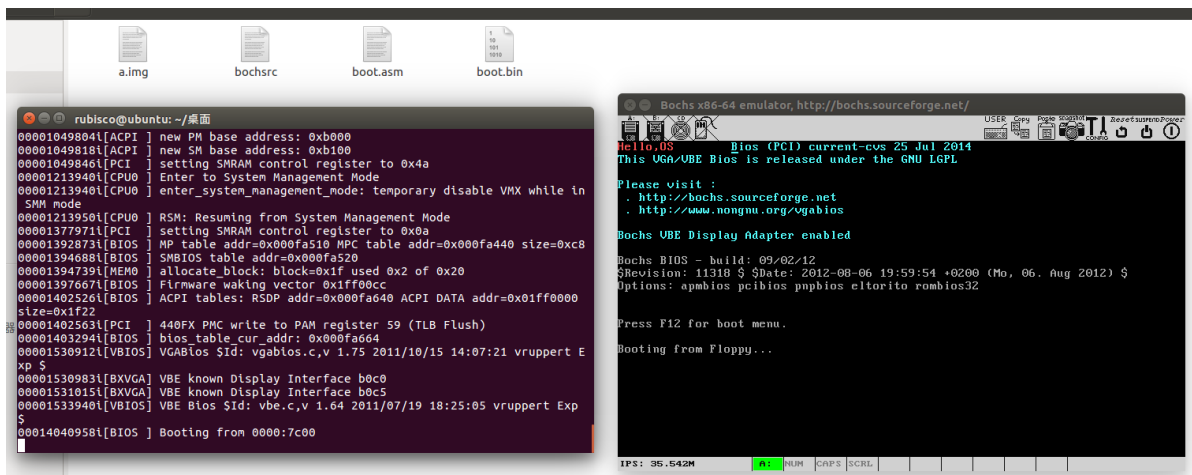 a.img
bochsrc
boot.asm
boot.bin
rubisco@ubuntu: ~/桌面
00001049804i[ACPI ] new PM base address: 0xb000
00001049818i[ACPI ] new SM base address: 0xb100
00001049846i[PCI  ] setting SMRAM control register to 0x4a
00001213940i[CPU0 ] Enter to System Management Mode
00001213940i[CPU0 ] enter_system_management_mode: temporary disable VMX while in
 SMM mode
00001213950i[CPU0 ] RSM: Resuming from System Management Mode
00001377971i[PCI  ] setting SMRAM control register to 0x0a
00001392873i[BIOS ] MP table addr=0x000fa510 MPC table addr=0x000fa440 size=0xc8
00001394688i[BIOS ] SMBIOS table addr=0x000fa520
00001394739i[MEM0 ] allocate_block: block=0x1f used 0x2 of 0x20
00001397667i[BIOS ] Firmware waking vector 0x1ff00cc
00001402526i[BIOS ] ACPI tables: RSDP addr=0x000fa640 ACPI DATA addr=0x01ff0000
size=0x1f22
器
00001402563i[PCI  ] 440FX PMC write to PAM register 59 (TLB Flush)
00001403294i[BIOS ] bios_table_cur_addr: 0x000fa664
00001530912i[VBIOS] VGABios $Id: vgabios.c,v 1.75 2011/10/15 14:07:21 vruppert E
xp $
00001530983i[BXVGA] VBE known Display Interface b0c0
00001531015i[BXVGA] VBE known Display Interface b0c5
00001533940i[VBIOS] VBE Bios $Id: vbe.c,v 1.64 2011/07/19 18:25:05 vruppert Exp
$
00014040958i[BIOS ] Booting from 0000:7c00
Bochs x86-64 emulator, http://bochs.sourceforge.net/
A: B: CD USER Copy Paste snapshot Reset suspend Power
CONFIG
Hello,OS Bios (PCI) current-cvs 25 Jul 2014
This VGA/VBE Bios is released under the GNU LGPL
Please visit :
 . http://bochs.sourceforge.net
 . http://www.nongnu.org/vgabios
Bochs VBE Display Adapter enabled
Bochs BIOS - build: 09/02/12
$Revision: 11318 $ $Date: 2012-08-06 19:59:54 +0200 (Mo, 06. Aug 2012) $
Options: apmbios pcibios pnpbios eltorito rombios32
Press F12 for boot menu.
Booting from Floppy...
IPS: 35.542M A: NUM CAPS SCRL